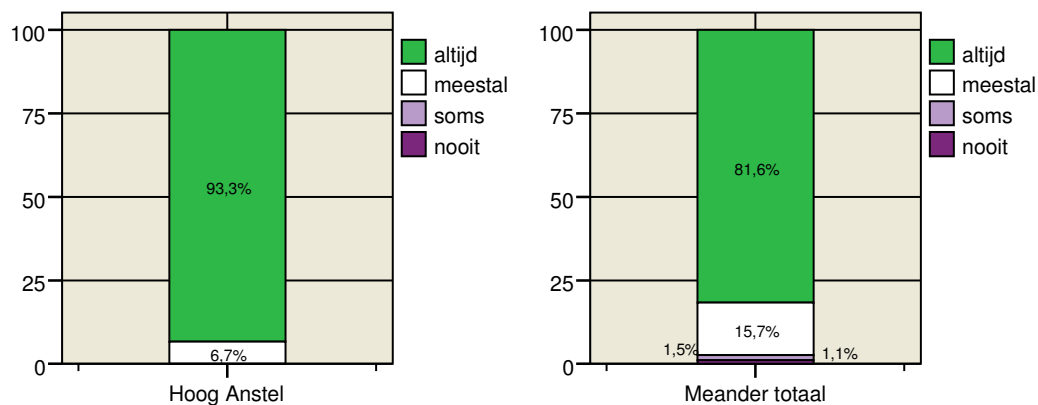 100
75
50
25
0
93,3%
6,7%
Hoog Anstel
altijd
meestal
soms
nooit
100
75
50
25
0
81,6%
15,7%
1,5%
1,1%
Meander totaal
altijd
meestal
soms
nooit